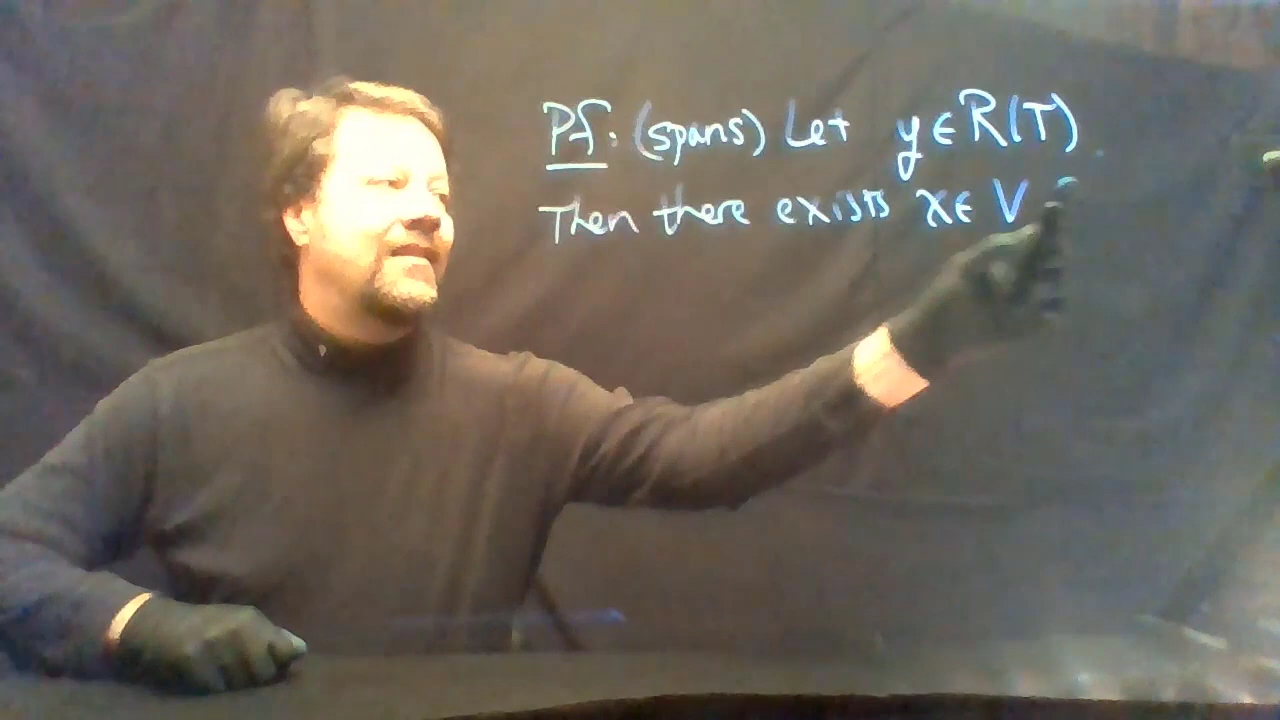 Pf: (spans) Let y ∈ R(T)
Then there exists x ∈ V